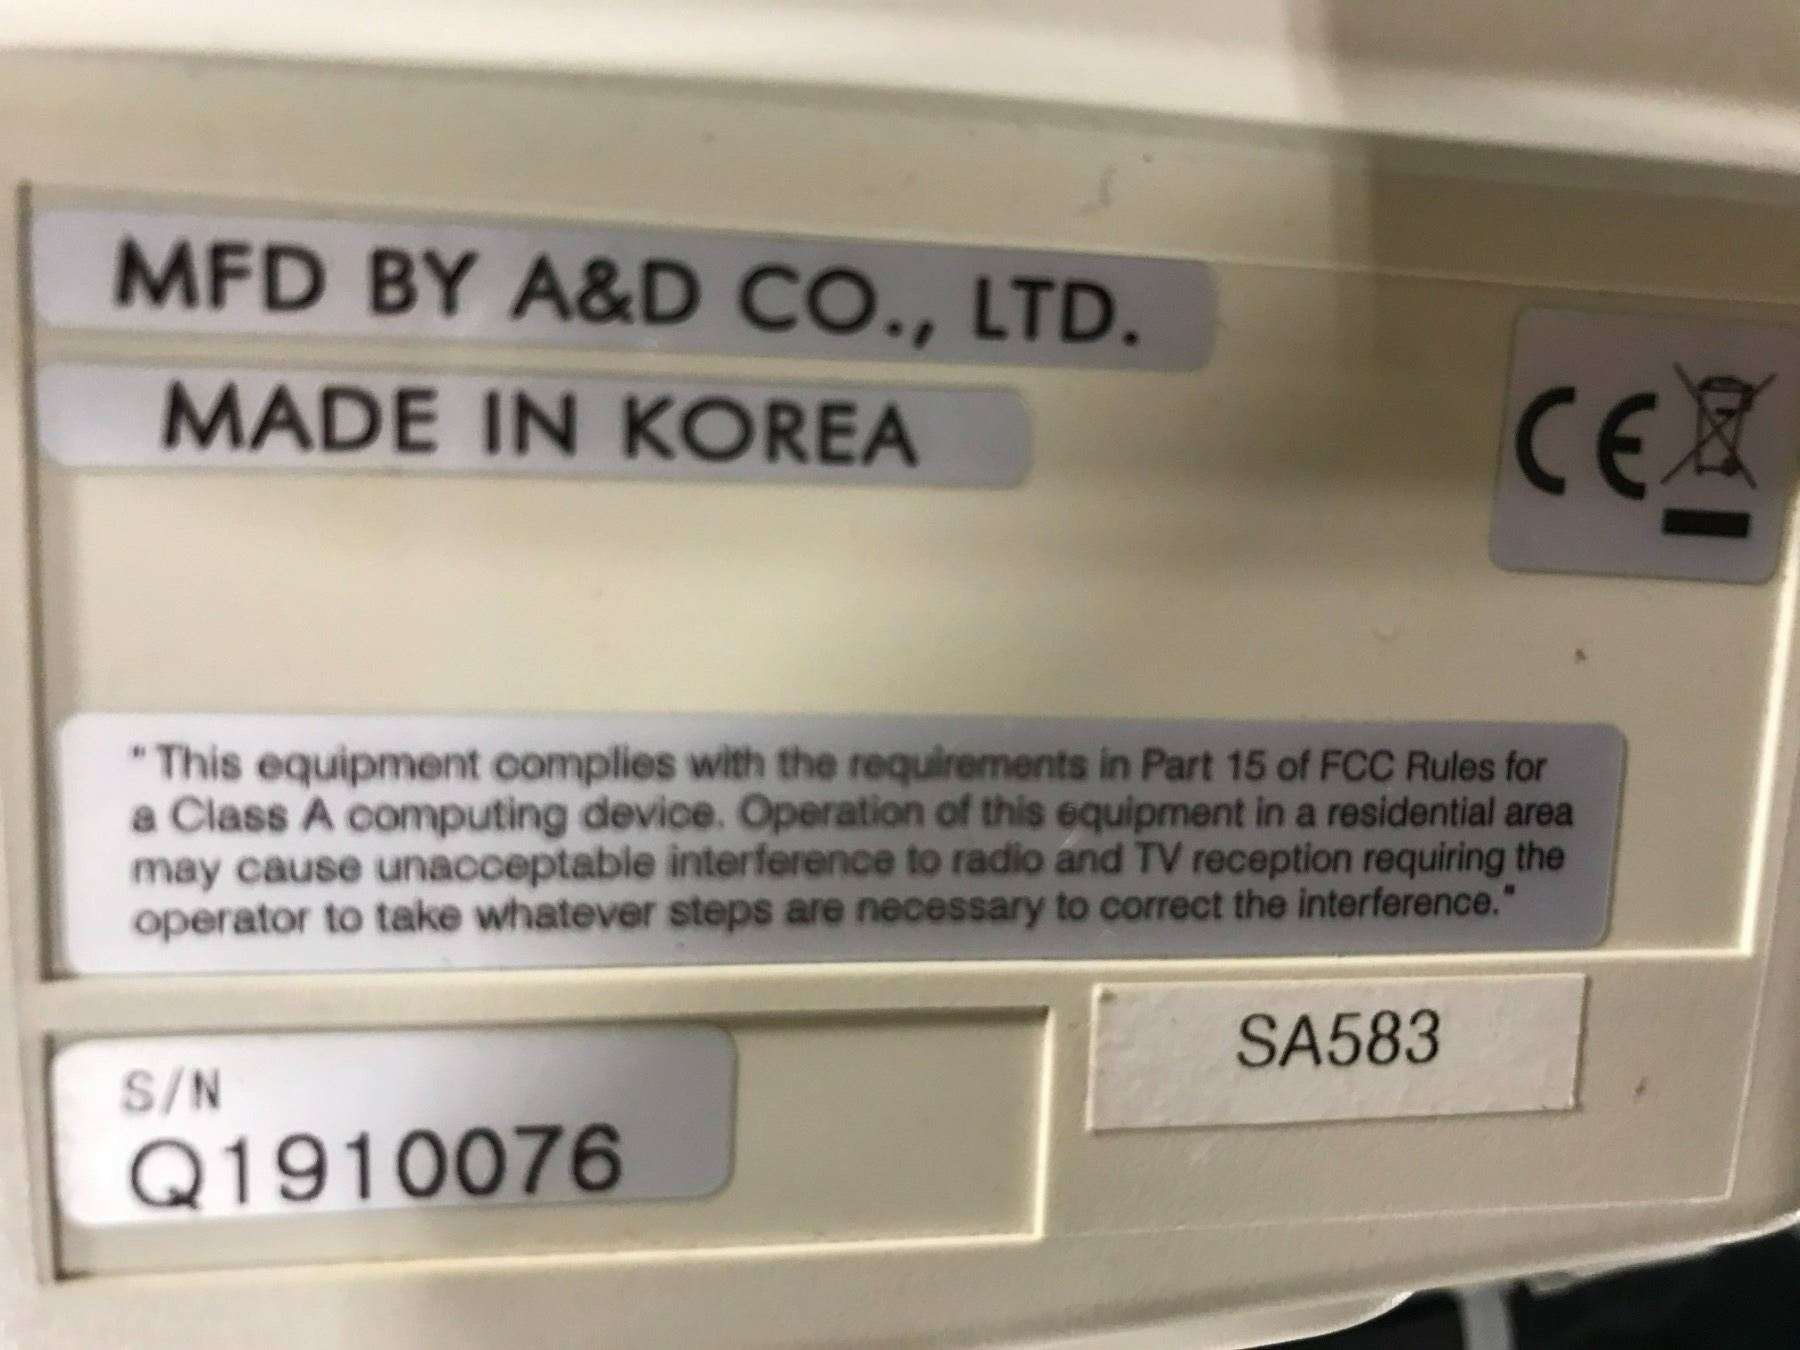 MFD BY A&D CO., LTD.
MADE IN KOREA
CE
"This equipment complies with the requirements in Part 15 of FCC Rules for
a Class A computing device. Operation of this equipment in a residential area
may cause unacceptable interference to radio and TV reception requiring the
operator to take whatever steps are necessary to correct the interference."
S/N
Q1910076
SA583